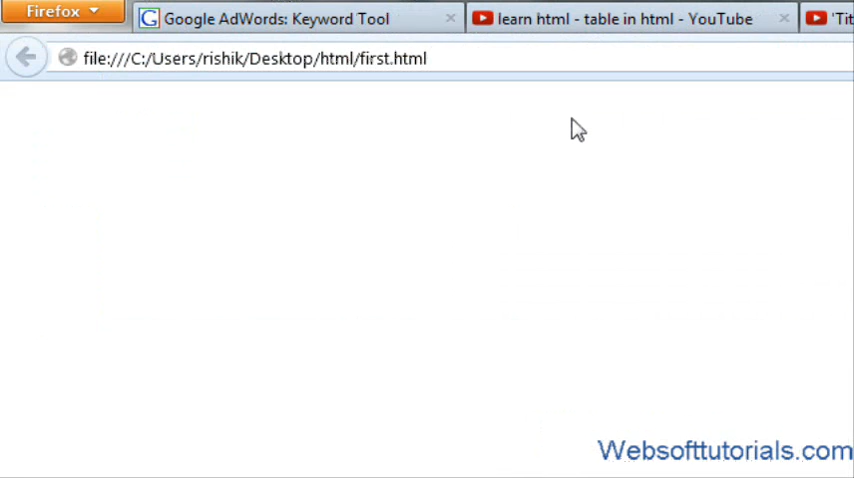 Firefox
Google AdWords: Keyword Tool
learn html - table in html - YouTube
'Tit
file:///C:/Users/rishik/Desktop/html/first.html
Websofttutorials.com